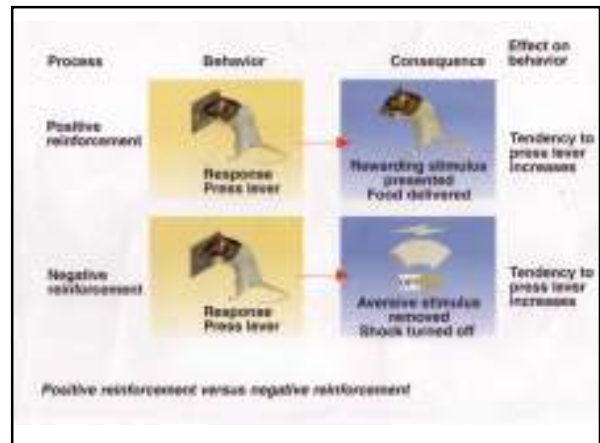 Process
Behavior
Consequence
Effect on
behavior
Positive
reinforcement
Response
Press lever
Rewarding stimulus
presented
Food delivered
Tendency to
press lever
increases
Negative
reinforcement
Response
Press lever
Aversive stimulus
removed
Shock turned off
Tendency to
press lever
increases
Positive reinforcement versus negative reinforcement